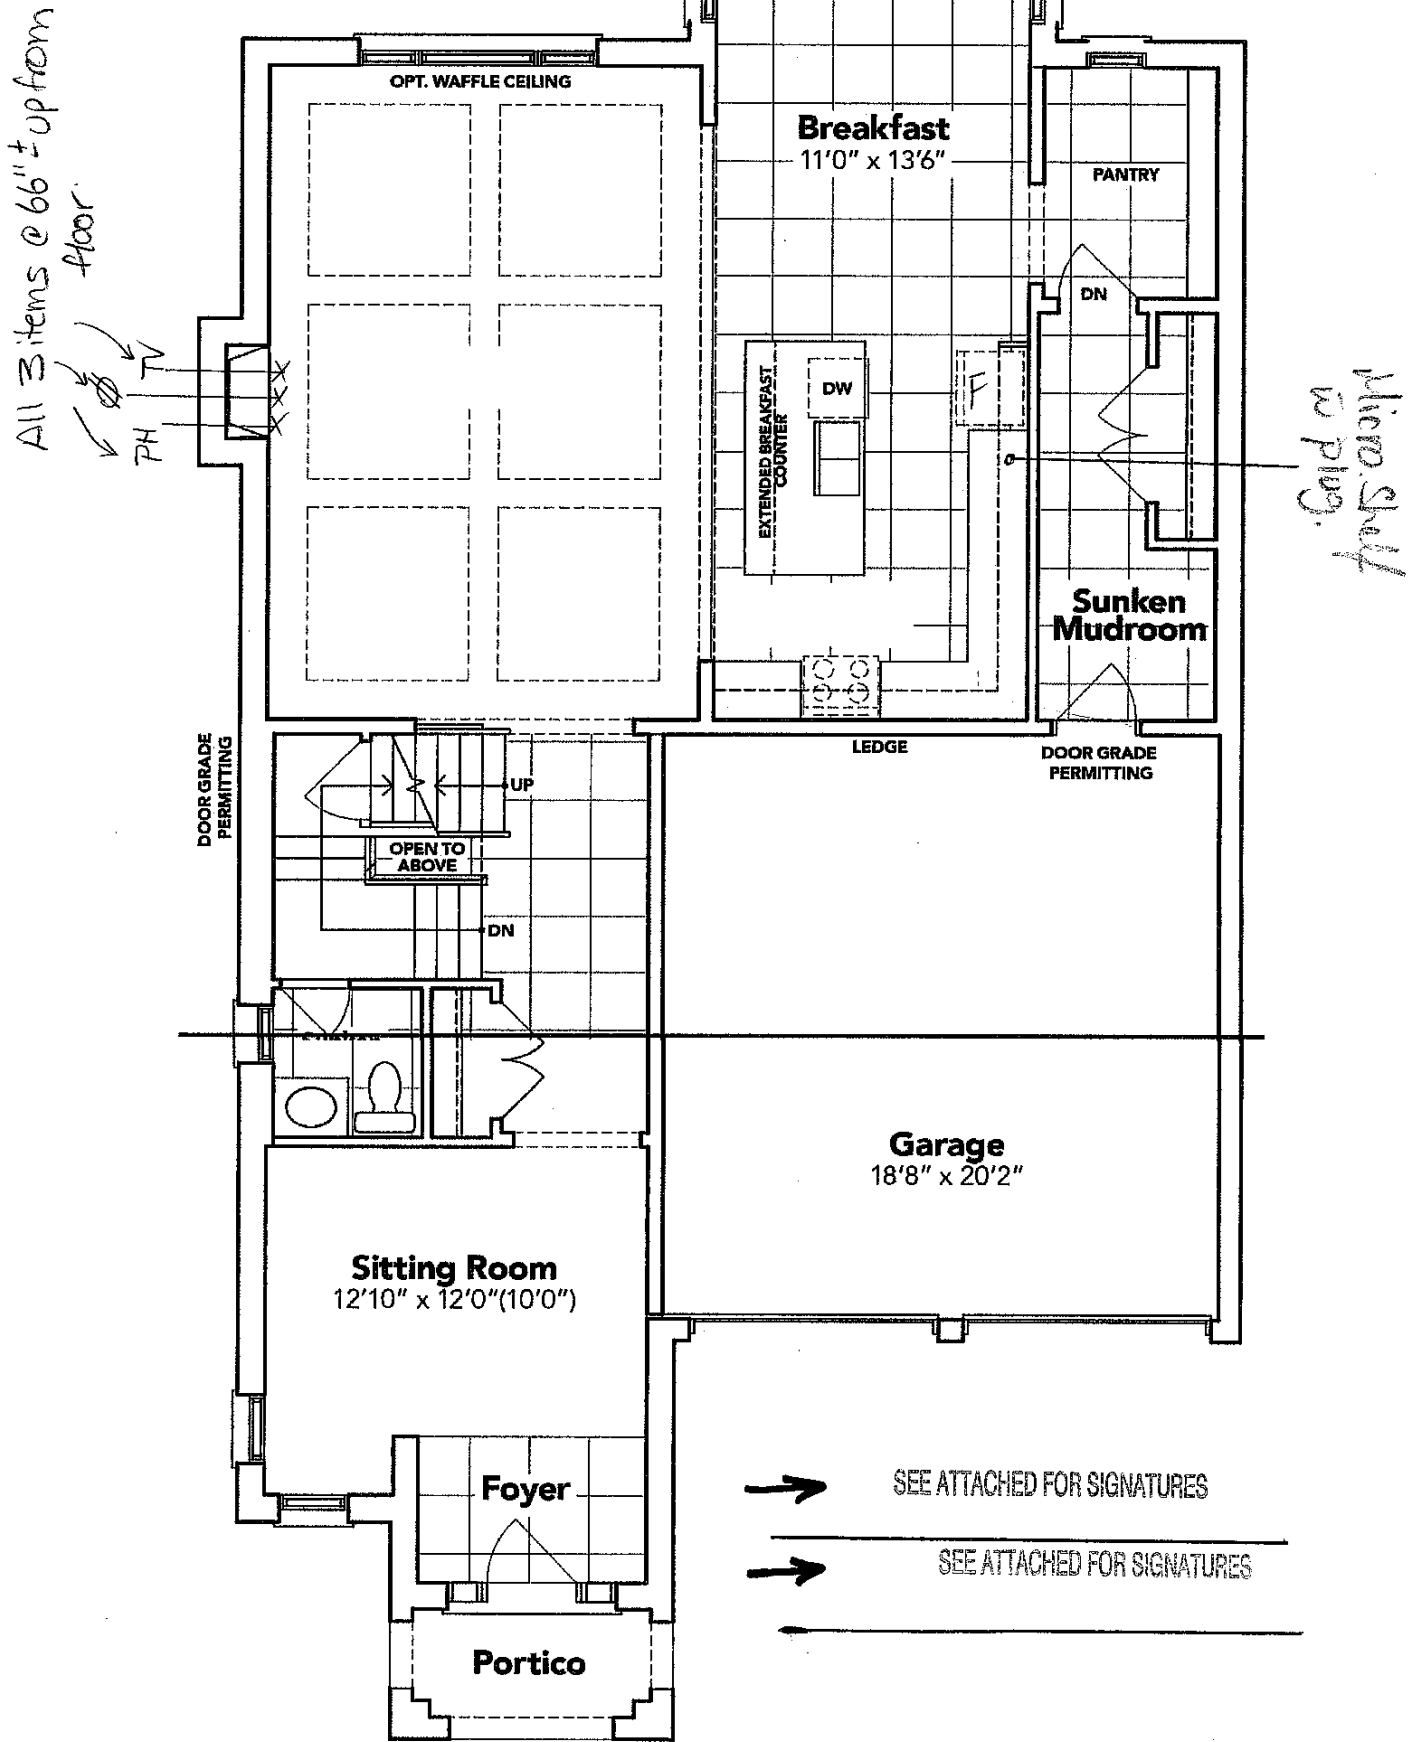 All 3 items @ 66"± up from
floor.
TV
PH
OPT. WAFFLE CEILING
Breakfast
11'0" x 13'6"
PANTRY
DN
EXTENDED BREAKFAST
COUNTER
DW
F
Micro. Shelf
w plug.
Sunken
Mudroom
LEDGE
DOOR GRADE
PERMITTING
DOOR GRADE
PERMITTING
UP
OPEN TO
ABOVE
DN
Garage
18'8" x 20'2"
Sitting Room
12'10" x 12'0"(10'0")
Foyer
SEE ATTACHED FOR SIGNATURES
SEE ATTACHED FOR SIGNATURES
Portico